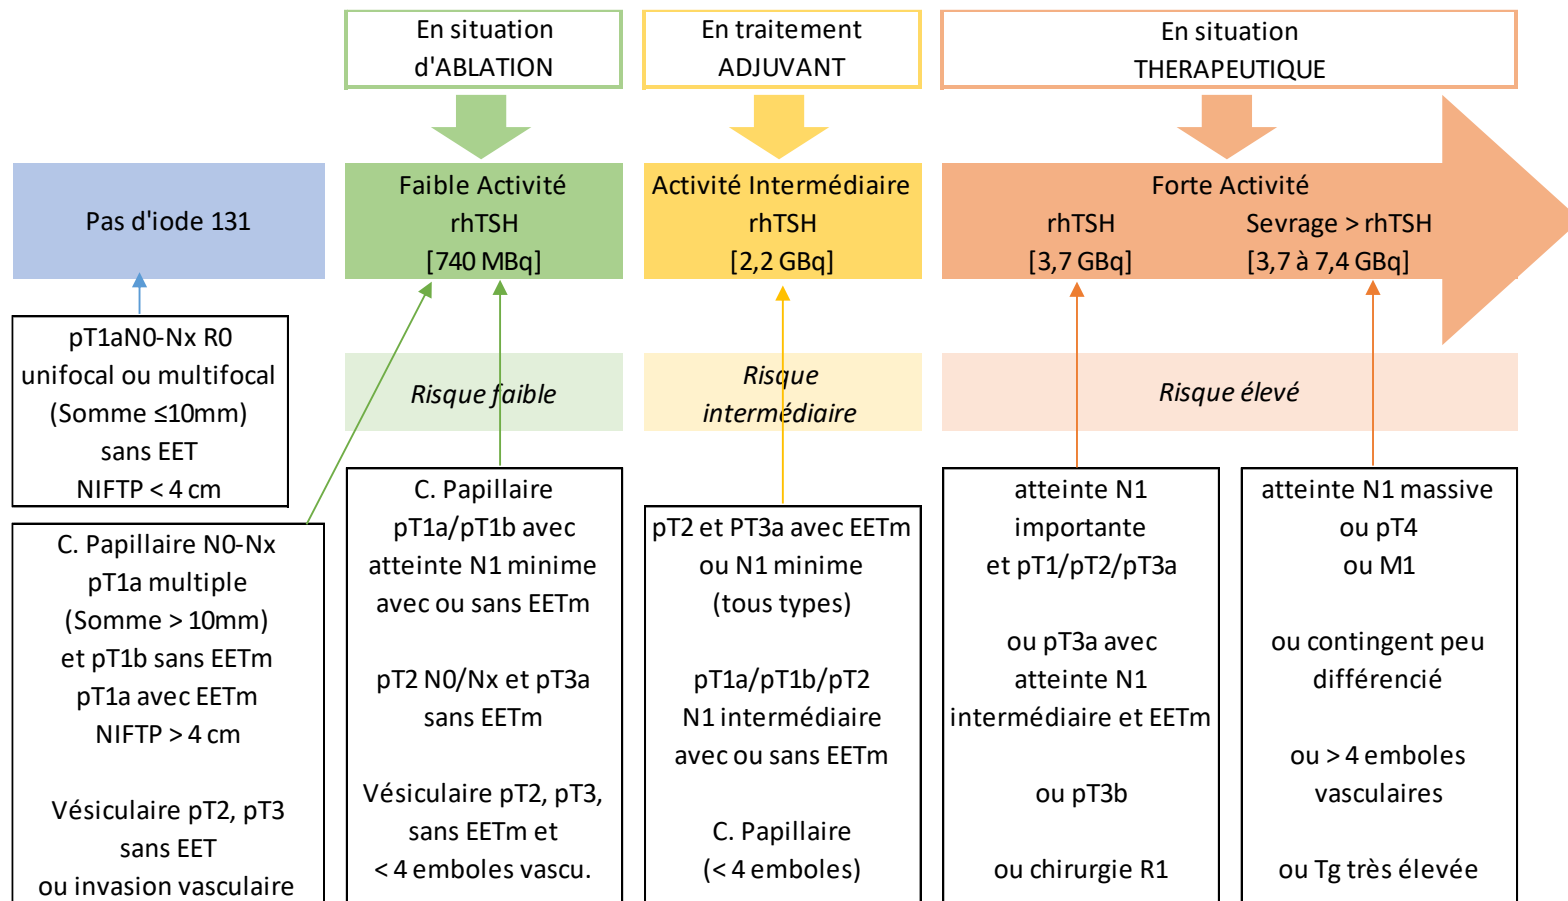 En situation
d'ABLATION
En traitement
ADJUVANT
En situation
THERAPEUTIQUE
Pas d'iode 131
Faible Activité
rhTSH
[740 MBq]
Activité Intermédiaire
rhTSH
[2,2 GBq]
Forte Activité
rhTSH
[3,7 GBq]
Sevrage > rhTSH
[3,7 à 7,4 GBq]
pT1aN0-Nx R0
unifocal ou multifocal
(Somme ≤10mm)
sans EET
NIFTP < 4 cm
Risque faible
Risque
intermédiaire
Risque élevé
C. Papillaire N0-Nx
pT1a multiple
(Somme > 10mm)
et pT1b sans EETm
pT1a avec EETm
NIFTP > 4 cm
Vésiculaire pT2, pT3
sans EET
ou invasion vasculaire
C. Papillaire
pT1a/pT1b avec
atteinte N1 minime
avec ou sans EETm
pT2 N0/Nx et pT3a
sans EETm
Vésiculaire pT2, pT3,
sans EETm et
< 4 emboles vascu.
pT2 et PT3a avec EETm
ou N1 minime
(tous types)
pT1a/pT1b/pT2
N1 intermédiaire
avec ou sans EETm
C. Papillaire
(< 4 emboles)
atteinte N1
importante
et pT1/pT2/pT3a
ou pT3a avec
atteinte N1
intermédiaire et EETm
ou pT3b
ou chirurgie R1
atteinte N1 massive
ou pT4
ou M1
ou contingent peu
différencié
ou > 4 emboles
vasculaires
ou Tg très élevée